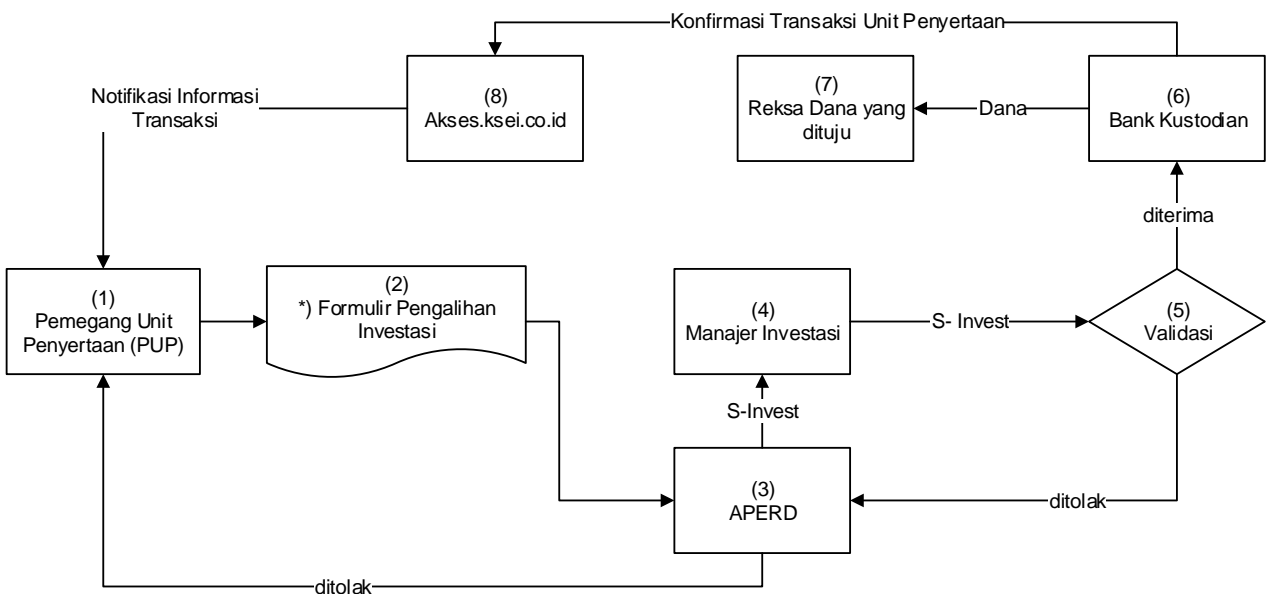 Konfirmasi Transaksi Unit Penyertaan
Notifikasi Informasi
Transaksi
(8)
Akses.ksei.co.id
(7)
Reksa Dana yang
dituju
Dana
(6)
Bank Kustodian
diterima
(1)
Pemegang Unit
Penyertaan (PUP)
(2)
*) Formulir Pengalihan
Investasi
(4)
Manajer Investasi
S- Invest
(5)
Validasi
S-Invest
(3)
APERD
ditolak
ditolak